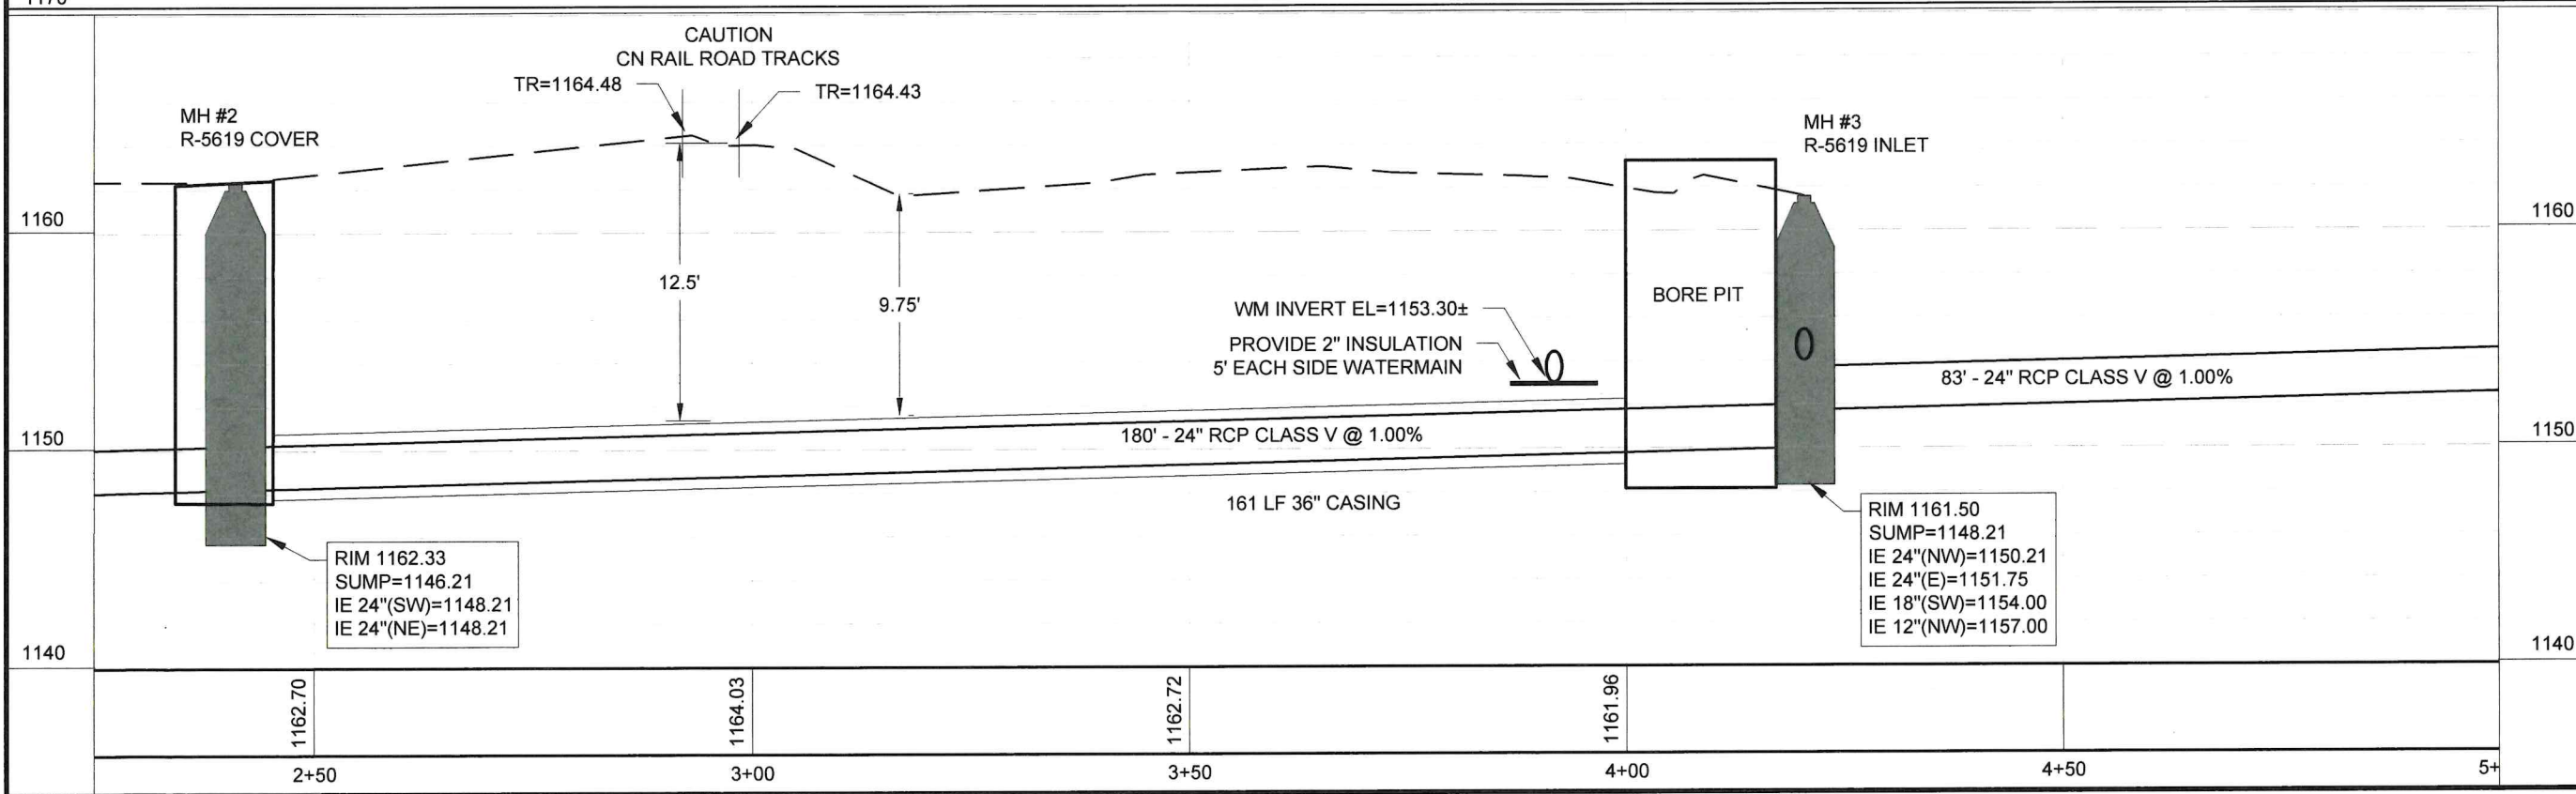 CAUTION
CN RAIL ROAD TRACKS
TR=1164.48
TR=1164.43
MH #2
R-5619 COVER
MH #3
R-5619 INLET
1160
1160
12.5'
9.75'
WM INVERT EL=1153.30±
PROVIDE 2" INSULATION
5' EACH SIDE WATERMAIN
BORE PIT
83' - 24" RCP CLASS V @ 1.00%
1150
1150
180' - 24" RCP CLASS V @ 1.00%
161 LF 36" CASING
RIM 1162.33
SUMP=1146.21
IE 24"(SW)=1148.21
IE 24"(NE)=1148.21
RIM 1161.50
SUMP=1148.21
IE 24"(NW)=1150.21
IE 24"(E)=1151.75
IE 18"(SW)=1154.00
IE 12"(NW)=1157.00
1140
1140
1162.70
1164.03
1162.72
1161.96
2+50
3+00
3+50
4+00
4+50
5+